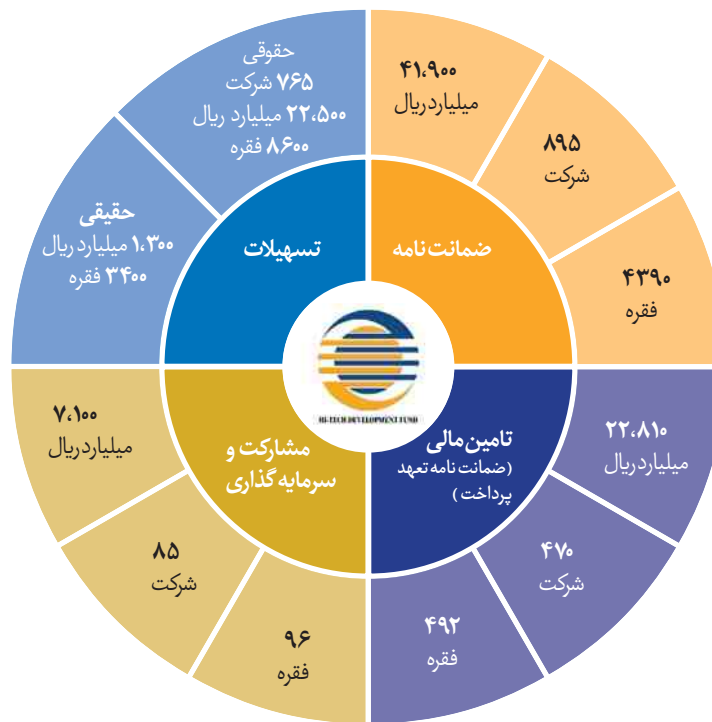 ضمانت نامه
۴۱،۹۰۰
میلیارد ریال
۸۹۵
شرکت
۴۳۹۰
فقره
تامین مالی
(ضمانت نامه تعهد
پرداخت)
۲۲،۸۱۰
میلیارد ریال
۴۷۰
شرکت
۴۹۲
فقره
مشارکت و
سرمایه گذاری
۷،۱۰۰
میلیارد ریال
۸۵
شرکت
۹۶
فقره
تسهیلات
حقوقی
۷۶۵ شرکت
۲۲،۵۰۰ میلیارد ریال
۸۶۰۰ فقره
حقیقی
۱،۳۰۰ میلیارد ریال
۳۴۰۰ فقره
HI-TECH DEVELOPMENT FUND